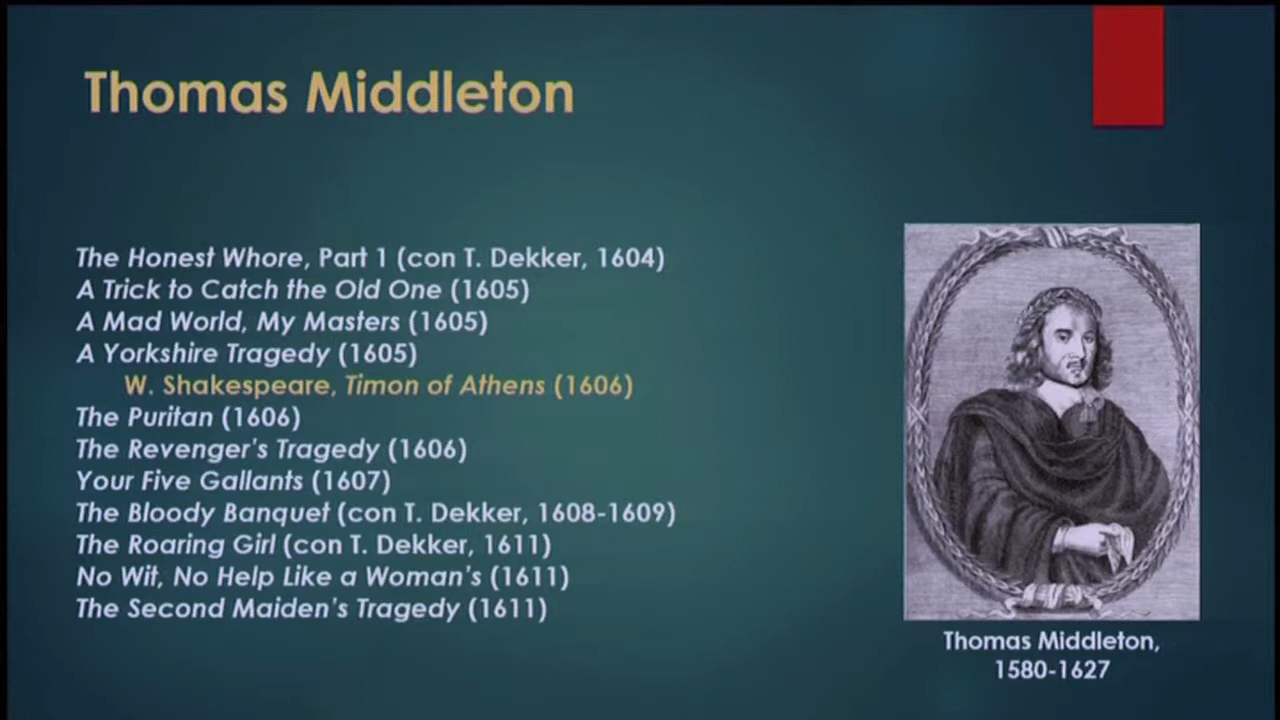 Thomas Middleton
The Honest Whore, Part 1 (con T. Dekker, 1604)
A Trick to Catch the Old One (1605)
A Mad World, My Masters (1605)
A Yorkshire Tragedy (1605)
W. Shakespeare, Timon of Athens (1606)
The Puritan (1606)
The Revenger's Tragedy (1606)
Your Five Gallants (1607)
The Bloody Banquet (con T. Dekker, 1608-1609)
The Roaring Girl (con T. Dekker, 1611)
No Wit, No Help Like a Woman's (1611)
The Second Maiden's Tragedy (1611)
Thomas Middleton,
1580-1627